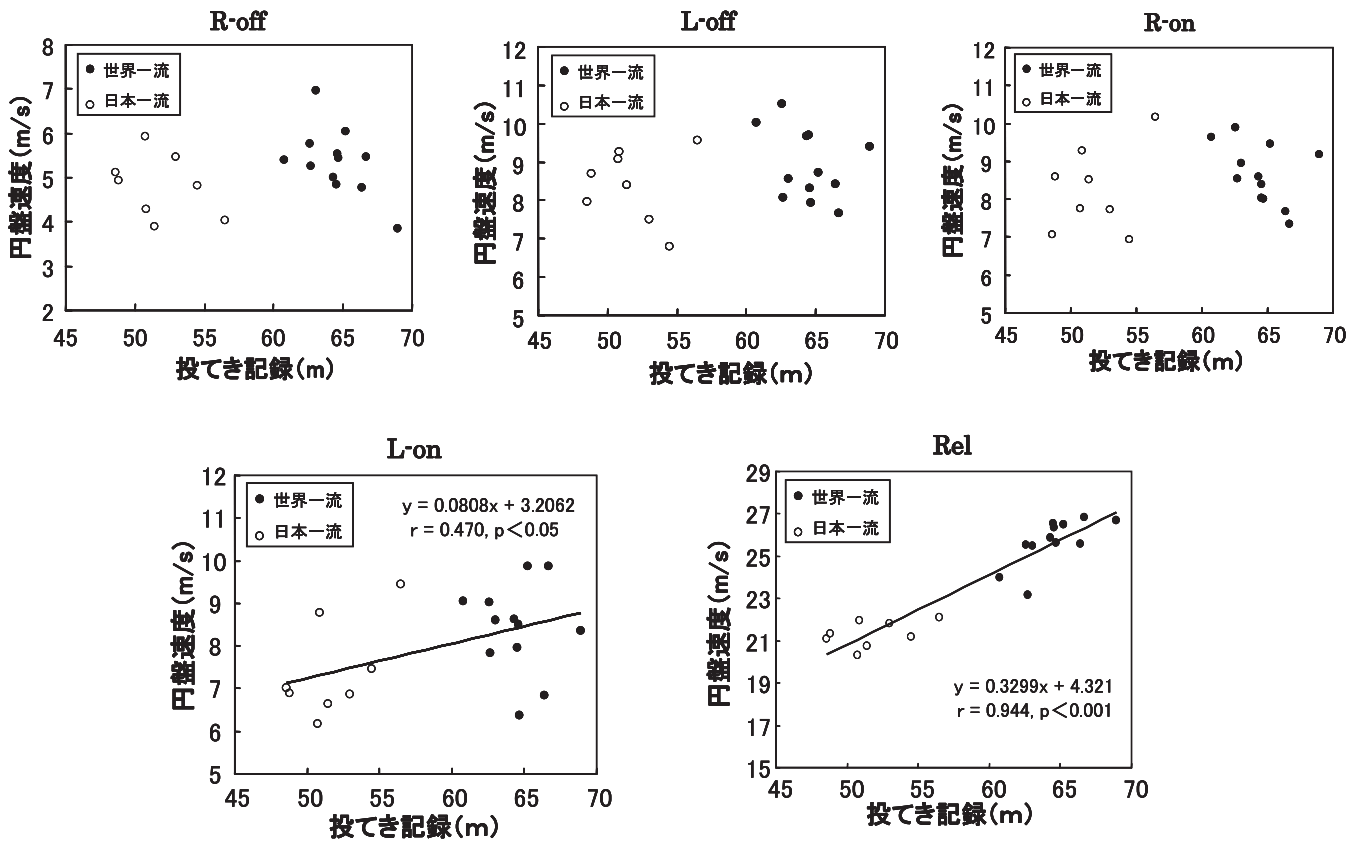 R-off
8
7
6
5
4
3
2
円盤速度(m/s)
● 世界一流
○ 日本一流
45 50 55 60 65 70
投てき記録(m)
L-off
12
11
10
9
8
7
6
5
円盤速度(m/s)
● 世界一流
○ 日本一流
45 50 55 60 65 70
投てき記録(m)
R-on
12
11
10
9
8
7
6
5
円盤速度(m/s)
● 世界一流
○ 日本一流
45 50 55 60 65 70
投てき記録(m)
L-on
12
11
10
9
8
7
6
5
円盤速度(m/s)
● 世界一流
○ 日本一流
y = 0.0808x + 3.2062
r = 0.470, p＜0.05
45 50 55 60 65 70
投てき記録(m)
Rel
29
27
25
23
21
19
17
15
円盤速度(m/s)
● 世界一流
○ 日本一流
y = 0.3299x + 4.321
r = 0.944, p＜0.001
45 50 55 60 65 70
投てき記録(m)